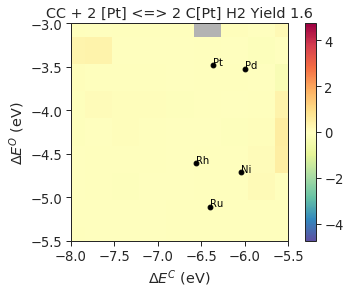 CC + 2 [Pt] <=> 2 C[Pt] H2 Yield 1.6
−3.0
−3.5
−4.0
−4.5
−5.0
−5.5
ΔE^O (eV)
Pt
Pd
Rh
Ni
Ru
−8.0 −7.5 −7.0 −6.5 −6.0 −5.5
ΔE^C (eV)
4
2
0
−2
−4